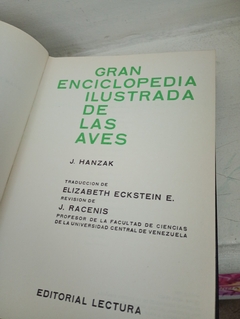 GRAN
ENCICLOPEDIA
ILUSTRADA
DE
LAS
AVES
J. HANZAK
TRADUCCION DE
ELIZABETH ECKSTEIN E.
REVISION DE
J. RACENIS
PROFESOR DE LA FACULTAD DE CIENCIAS
DE LA UNIVERSIDAD CENTRAL DE VENEZUELA
EDITORIAL LECTURA